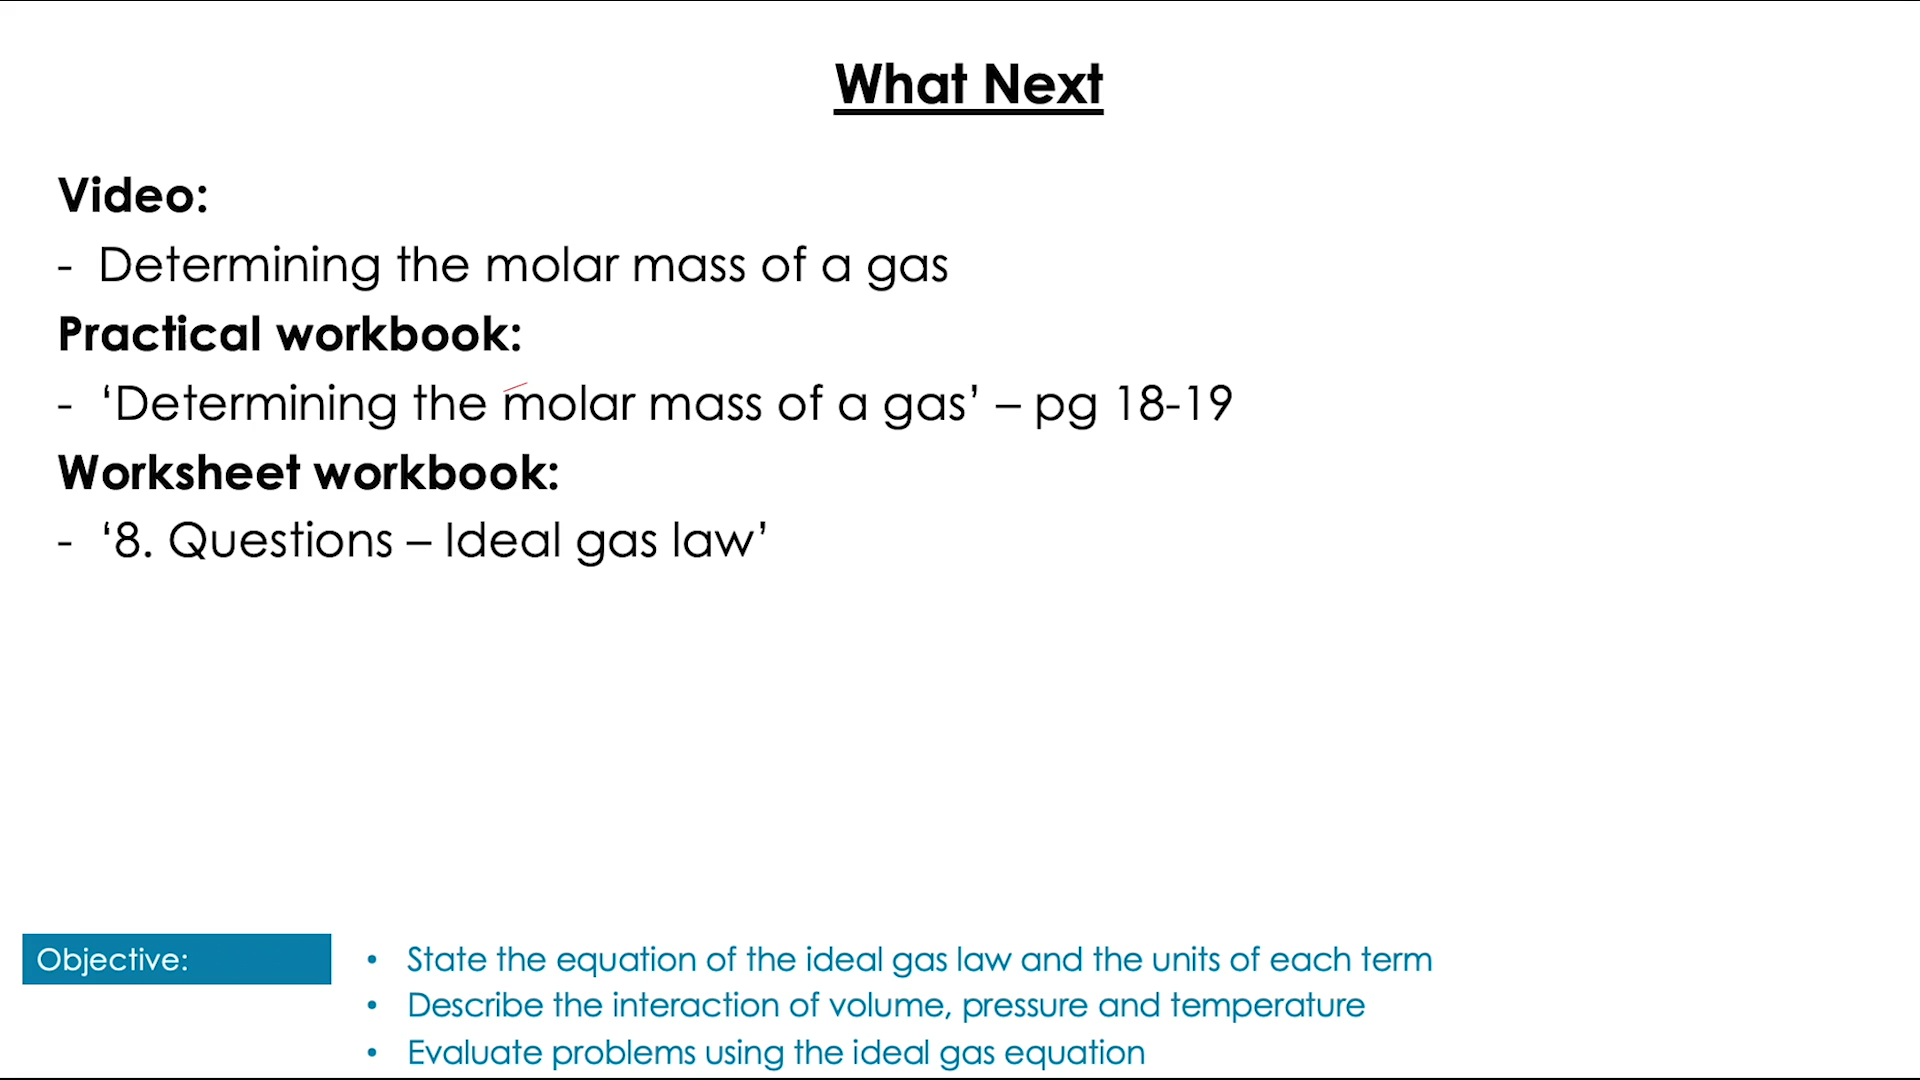 What Next
Video:
- Determining the molar mass of a gas
Practical workbook:
- ‘Determining the molar mass of a gas’ – pg 18-19
Worksheet workbook:
- ‘8. Questions – Ideal gas law’
Objective:
• State the equation of the ideal gas law and the units of each term
• Describe the interaction of volume, pressure and temperature
• Evaluate problems using the ideal gas equation